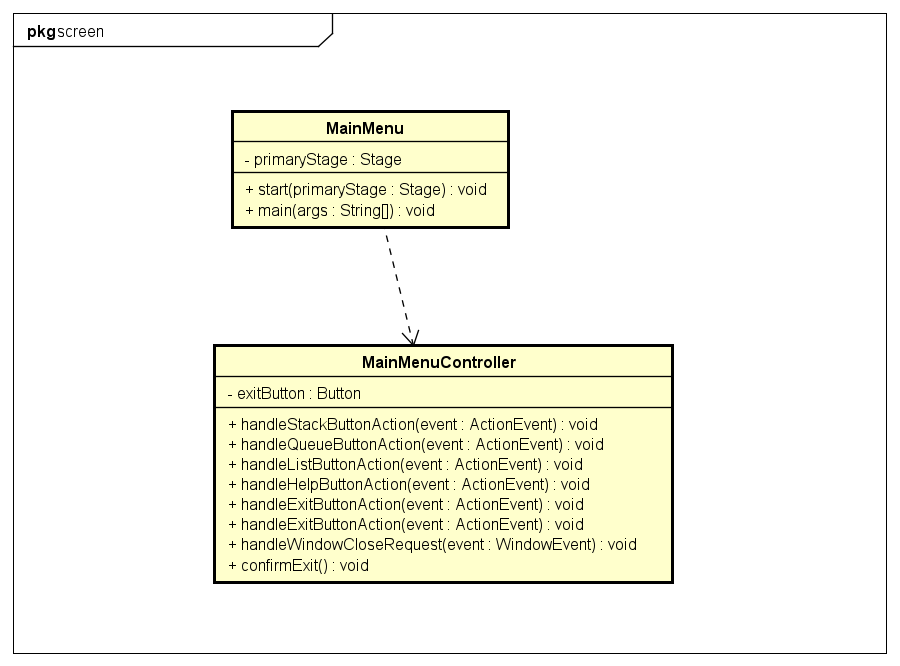 pkg screen
MainMenu
- primaryStage : Stage
+ start(primaryStage : Stage) : void
+ main(args : String[]) : void
MainMenuController
- exitButton : Button
+ handleStackButtonAction(event : ActionEvent) : void
+ handleQueueButtonAction(event : ActionEvent) : void
+ handleListButtonAction(event : ActionEvent) : void
+ handleHelpButtonAction(event : ActionEvent) : void
+ handleExitButtonAction(event : ActionEvent) : void
+ handleExitButtonAction(event : ActionEvent) : void
+ handleWindowCloseRequest(event : WindowEvent) : void
+ confirmExit() : void